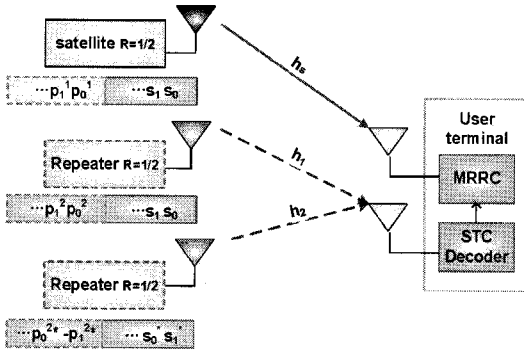 satellite R=1/2
hs
···p₁¹p₀¹ ···s₁ s₀
User
terminal
Repeater R=1/2
h₁
MRRC
···p₁²p₀² ···s₁ s₀
h₂
STC
Decoder
Repeater R=1/2
···p₀²* -p₁²* ···s₀* s₁*